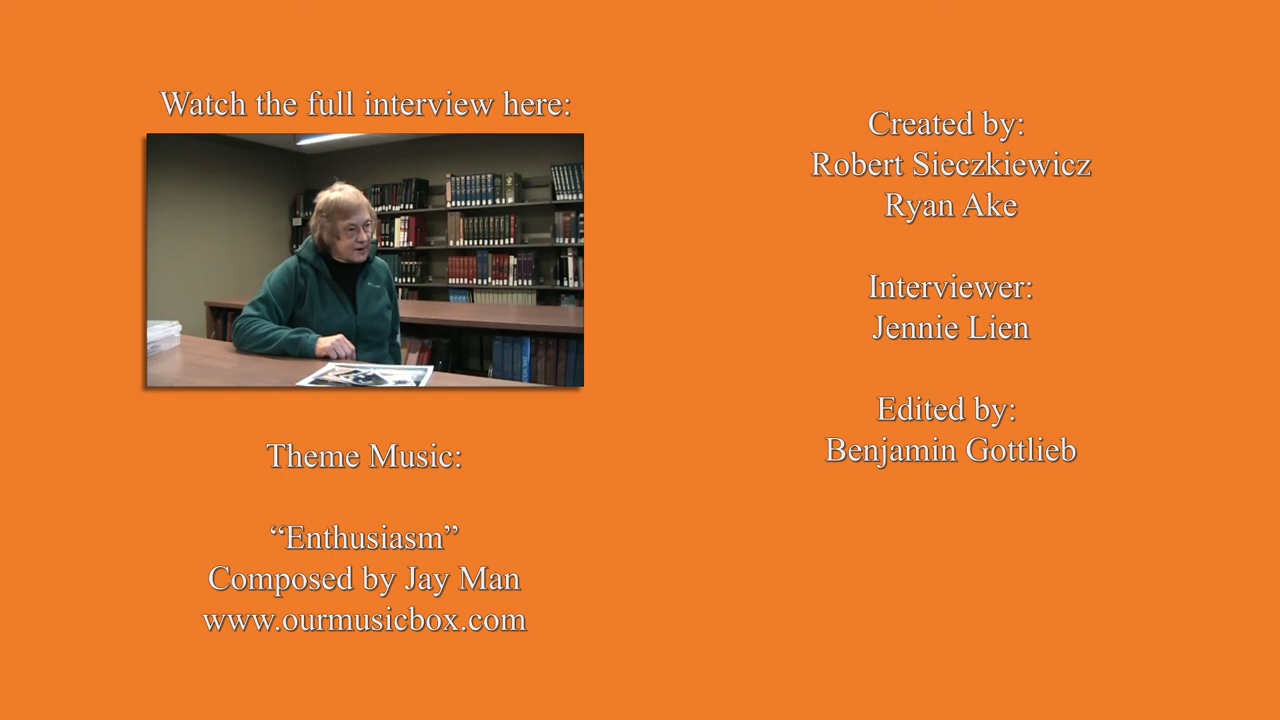 Watch the full interview here:
Theme Music:
“Enthusiasm”
Composed by Jay Man
www.ourmusicbox.com
Created by:
Robert Sieczkiewicz
Ryan Ake
Interviewer:
Jennie Lien
Edited by:
Benjamin Gottlieb